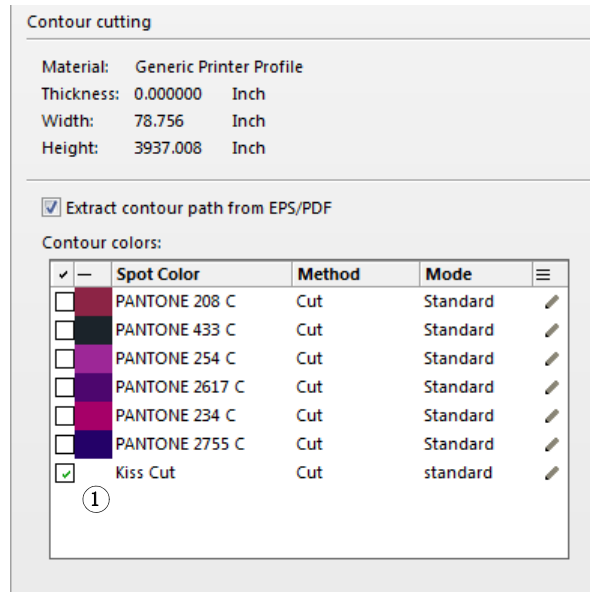 Contour cutting
Material: Generic Printer Profile
Thickness: 0.000000 Inch
Width: 78.756 Inch
Height: 3937.008 Inch
Extract contour path from EPS/PDF
Contour colors:
Spot Color Method Mode
PANTONE 208 C Cut Standard
PANTONE 433 C Cut Standard
PANTONE 254 C Cut Standard
PANTONE 2617 C Cut Standard
PANTONE 234 C Cut Standard
PANTONE 2755 C Cut Standard
Kiss Cut Cut standard
①